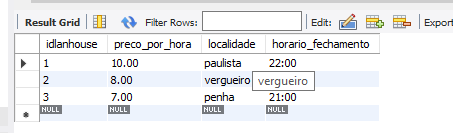 Result Grid Filter Rows: Edit: Export
idlanhouse preco_por_hora localidade horario_fechamento
1 10.00 paulista 22:00
2 8.00 vergueiro
vergueiro
3 7.00 penha 21:00
NULL NULL NULL NULL